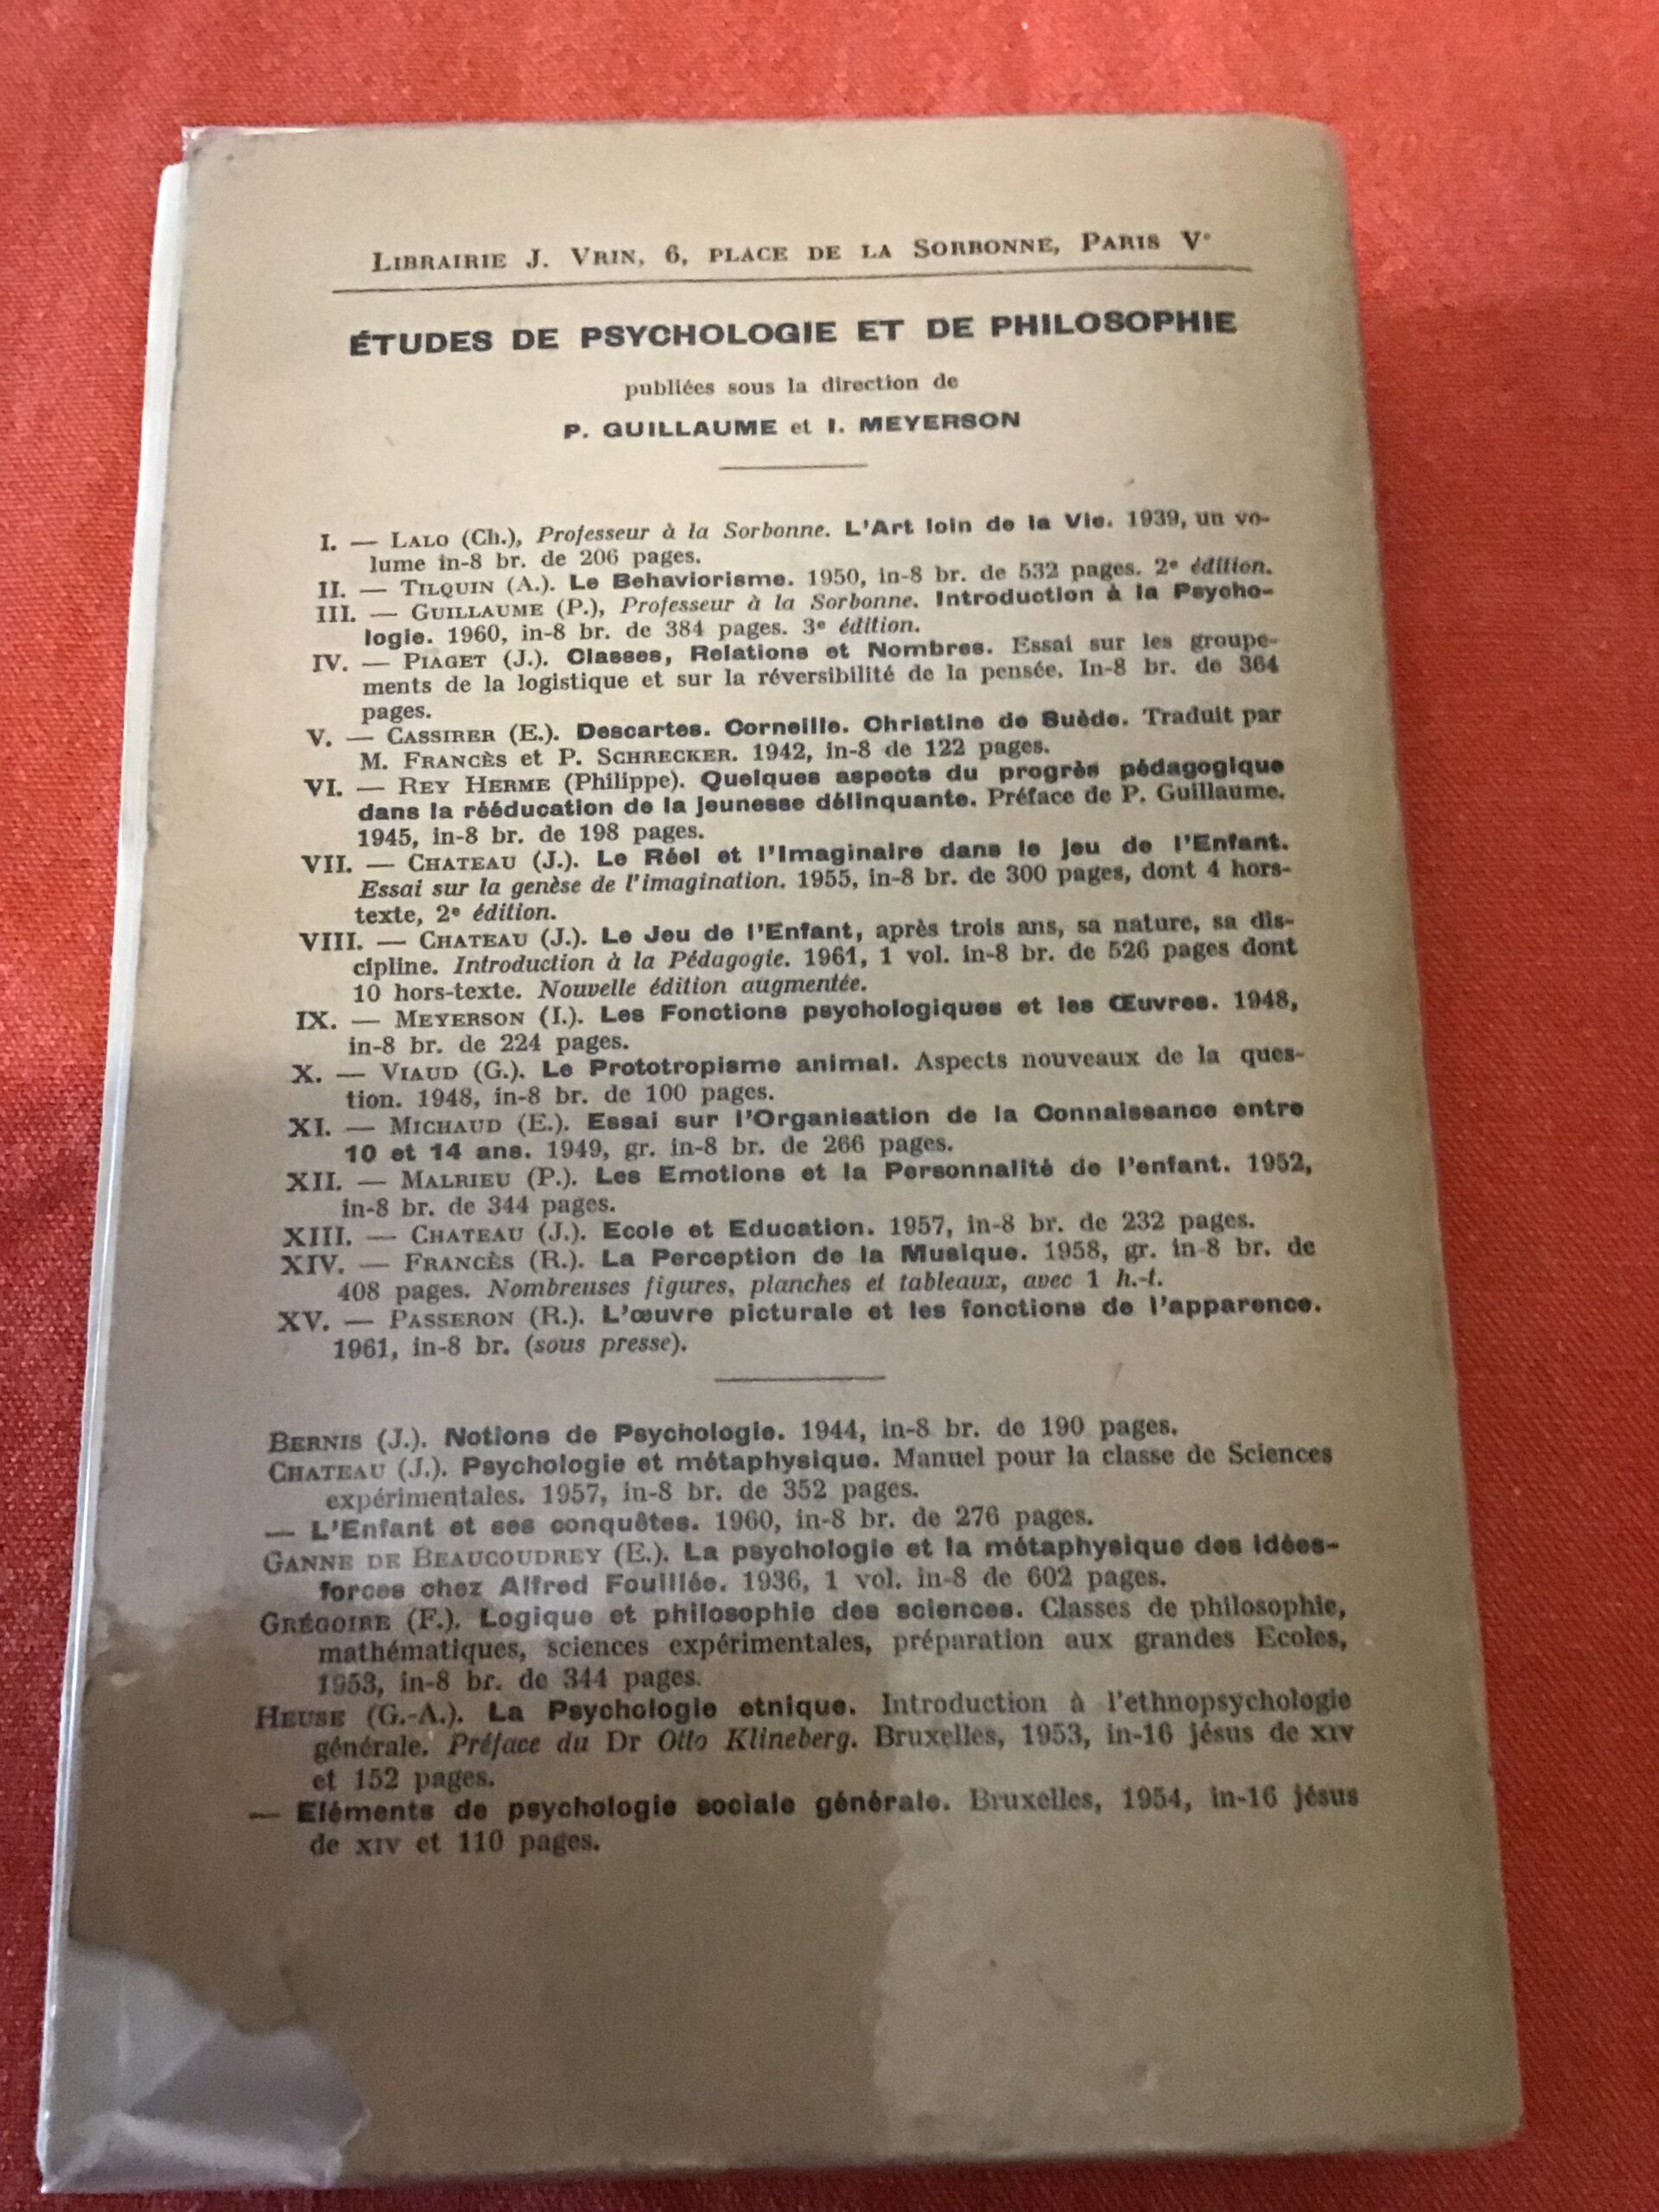 LIBRAIRIE J. VRIN, 6, PLACE DE LA SORBONNE, PARIS Vᵉ
ÉTUDES DE PSYCHOLOGIE ET DE PHILOSOPHIE
publiées sous la direction de
P. GUILLAUME et I. MEYERSON
I. — LALO (Ch.), Professeur à la Sorbonne. L'Art loin de la Vie. 1939, un vo-
lume in-8 br. de 206 pages.
II. — TILQUIN (A.). Le Behaviorisme. 1950, in-8 br. de 532 pages. 2ᵉ édition.
III. — GUILLAUME (P.), Professeur à la Sorbonne. Introduction à la Psycho-
logie. 1960, in-8 br. de 384 pages. 3ᵉ édition.
IV. — PIAGET (J.). Classes, Relations et Nombres. Essai sur les groupe-
ments de la logistique et sur la réversibilité de la pensée. In-8 br. de 364
pages.
V. — CASSIRER (E.). Descartes. Corneille. Christine de Suède. Traduit par
M. FRANCÈS et P. SCHRECKER. 1942, in-8 de 122 pages.
VI. — REY HERME (Philippe). Quelques aspects du progrès pédagogique
dans la rééducation de la jeunesse délinquante. Préface de P. Guillaume.
1945, in-8 br. de 198 pages.
VII. — CHATEAU (J.). Le Réel et l'Imaginaire dans le jeu de l'Enfant.
Essai sur la genèse de l'imagination. 1955, in-8 br. de 300 pages, dont 4 hors-
texte, 2ᵉ édition.
VIII. — CHATEAU (J.). Le Jeu de l'Enfant, après trois ans, sa nature, sa dis-
cipline. Introduction à la Pédagogie. 1961, 1 vol. in-8 br. de 526 pages dont
10 hors-texte. Nouvelle édition augmentée.
IX. — MEYERSON (I.). Les Fonctions psychologiques et les Œuvres. 1948,
in-8 br. de 224 pages.
X. — VIAUD (G.). Le Prototropisme animal. Aspects nouveaux de la ques-
tion. 1948, in-8 br. de 100 pages.
XI. — MICHAUD (E.). Essai sur l'Organisation de la Connaissance entre
10 et 14 ans. 1949, gr. in-8 br. de 266 pages.
XII. — MALRIEU (P.). Les Emotions et la Personnalité de l'enfant. 1952,
in-8 br. de 344 pages.
XIII. — CHATEAU (J.). Ecole et Education. 1957, in-8 br. de 232 pages.
XIV. — FRANCÈS (R.). La Perception de la Musique. 1958, gr. in-8 br. de
408 pages. Nombreuses figures, planches et tableaux, avec 1 h.-t.
XV. — PASSERON (R.). L'œuvre picturale et les fonctions de l'apparence.
1961, in-8 br. (sous presse).
BERNIS (J.). Notions de Psychologie. 1944, in-8 br. de 190 pages.
CHATEAU (J.). Psychologie et métaphysique. Manuel pour la classe de Sciences
expérimentales. 1957, in-8 br. de 352 pages.
— L'Enfant et ses conquêtes. 1960, in-8 br. de 276 pages.
GANNE DE BEAUCOUDREY (E.). La psychologie et la métaphysique des idées-
forces chez Alfred Fouillée. 1936, 1 vol. in-8 de 602 pages.
GRÉGOIRE (F.). Logique et philosophie des sciences. Classes de philosophie,
mathématiques, sciences expérimentales, préparation aux grandes Ecoles,
1953, in-8 br. de 344 pages.
HEUSE (G.-A.). La Psychologie etnique. Introduction à l'ethnopsychologie
générale. Préface du Dr Otto Klineberg. Bruxelles, 1953, in-16 jésus de XIV
et 152 pages.
— Eléments de psychologie sociale générale. Bruxelles, 1954, in-16 jésus
de XIV et 110 pages.